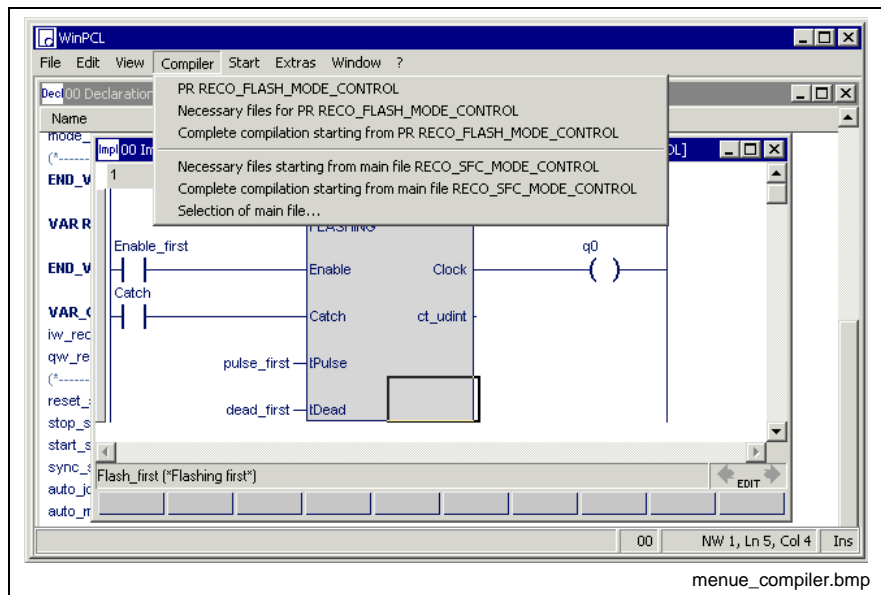 WinPCL
File Edit View Compiler Start Extras Window ?
PR RECO_FLASH_MODE_CONTROL
Necessary files for PR RECO_FLASH_MODE_CONTROL
Complete compilation starting from PR RECO_FLASH_MODE_CONTROL
Necessary files starting from main file RECO_SFC_MODE_CONTROL
Complete compilation starting from main file RECO_SFC_MODE_CONTROL
Selection of main file...
Decl 00 Declaration
Name
mode_
(*------
END_V
VAR R
END_V
VAR_
iw_rec
qw_re
(*------
reset_
stop_s
start_s
sync_s
auto_jo
auto_m
Impl 00 Im
OL]
1
FLASHING
Enable_first
Enable Clock
q0
Catch
Catch ct_udint
pulse_first tPulse
dead_first tDead
Flash_first (*Flashing first*)
EDIT
00 NW 1, Ln 5, Col 4 Ins
menue_compiler.bmp